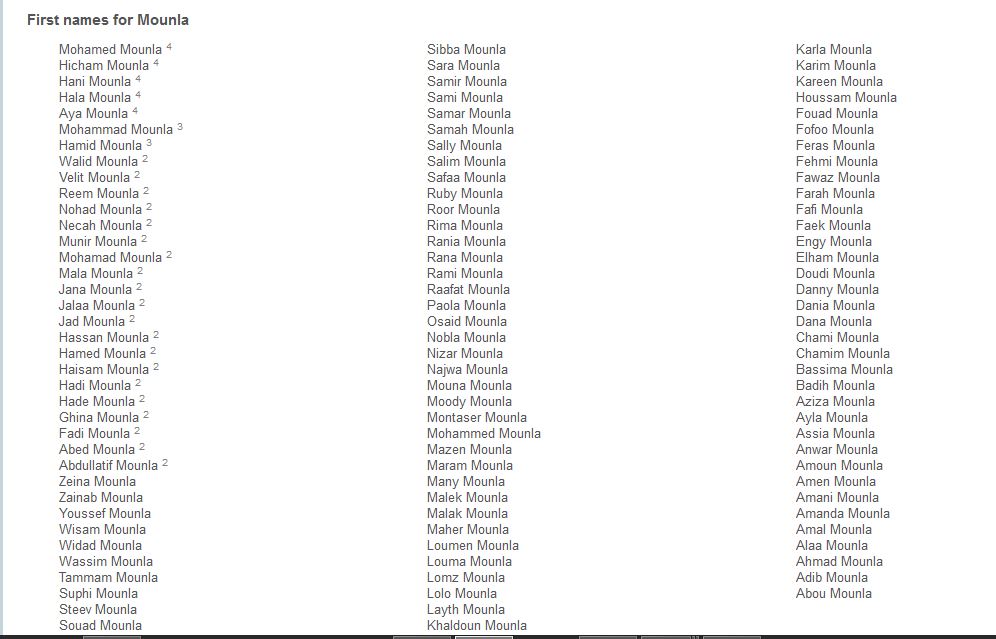 First names for Mounla
Mohamed Mounla 4
Hicham Mounla 4
Hani Mounla 4
Hala Mounla 4
Aya Mounla 4
Mohammad Mounla 3
Hamid Mounla 3
Walid Mounla 2
Velit Mounla 2
Reem Mounla 2
Nohad Mounla 2
Necah Mounla 2
Munir Mounla 2
Mohamad Mounla 2
Mala Mounla 2
Jana Mounla 2
Jalaa Mounla 2
Jad Mounla 2
Hassan Mounla 2
Hamed Mounla 2
Haisam Mounla 2
Hadi Mounla 2
Hade Mounla 2
Ghina Mounla 2
Fadi Mounla 2
Abed Mounla 2
Abdullatif Mounla 2
Zeina Mounla
Zainab Mounla
Youssef Mounla
Wisam Mounla
Widad Mounla
Wassim Mounla
Tammam Mounla
Suphi Mounla
Steev Mounla
Souad Mounla
Sibba Mounla
Sara Mounla
Samir Mounla
Sami Mounla
Samar Mounla
Samah Mounla
Sally Mounla
Salim Mounla
Safaa Mounla
Ruby Mounla
Roor Mounla
Rima Mounla
Rania Mounla
Rana Mounla
Rami Mounla
Raafat Mounla
Paola Mounla
Osaid Mounla
Nobla Mounla
Nizar Mounla
Najwa Mounla
Mouna Mounla
Moody Mounla
Montaser Mounla
Mohammed Mounla
Mazen Mounla
Maram Mounla
Many Mounla
Malek Mounla
Malak Mounla
Maher Mounla
Loumen Mounla
Louma Mounla
Lomz Mounla
Lolo Mounla
Layth Mounla
Khaldoun Mounla
Karla Mounla
Karim Mounla
Kareen Mounla
Houssam Mounla
Fouad Mounla
Fofoo Mounla
Feras Mounla
Fehmi Mounla
Fawaz Mounla
Farah Mounla
Fafi Mounla
Faek Mounla
Engy Mounla
Elham Mounla
Doudi Mounla
Danny Mounla
Dania Mounla
Dana Mounla
Chami Mounla
Chamim Mounla
Bassima Mounla
Badih Mounla
Aziza Mounla
Ayla Mounla
Assia Mounla
Anwar Mounla
Amoun Mounla
Amen Mounla
Amani Mounla
Amanda Mounla
Amal Mounla
Alaa Mounla
Ahmad Mounla
Adib Mounla
Abou Mounla